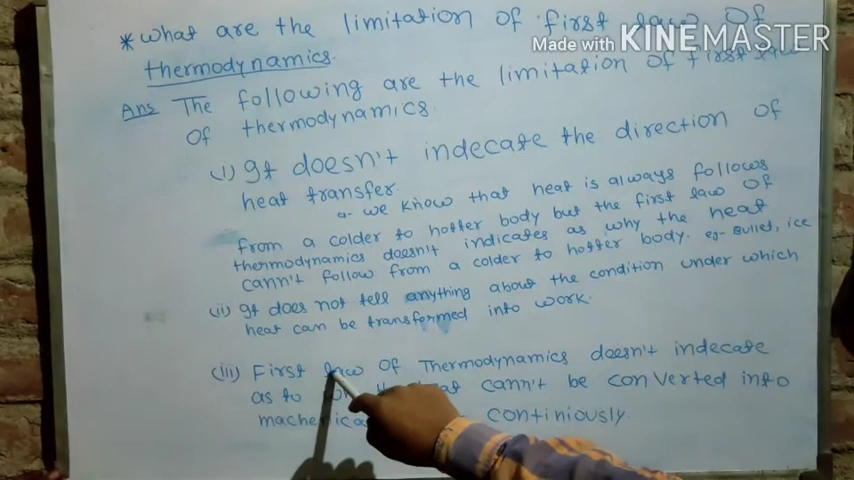 * what are the limitation of first law of
Made with KINEMASTER
thermodynamics.
Ans The following are the limitation of first law
of thermodynamics.
(i) It doesn't indecate the direction of
heat transfer.
a- we know that heat is always follows
from a colder to hotter body but the first law of
thermodynamics doesn't indicates as why the heat
cann't follow from a colder to hotter body. eg- Bullet, ice
(ii) It does not tell anything about the condition under which
heat can be transformed into work.
(iii) First law of Thermodynamics doesn't indecate
as to cann't be converted into
continiously.